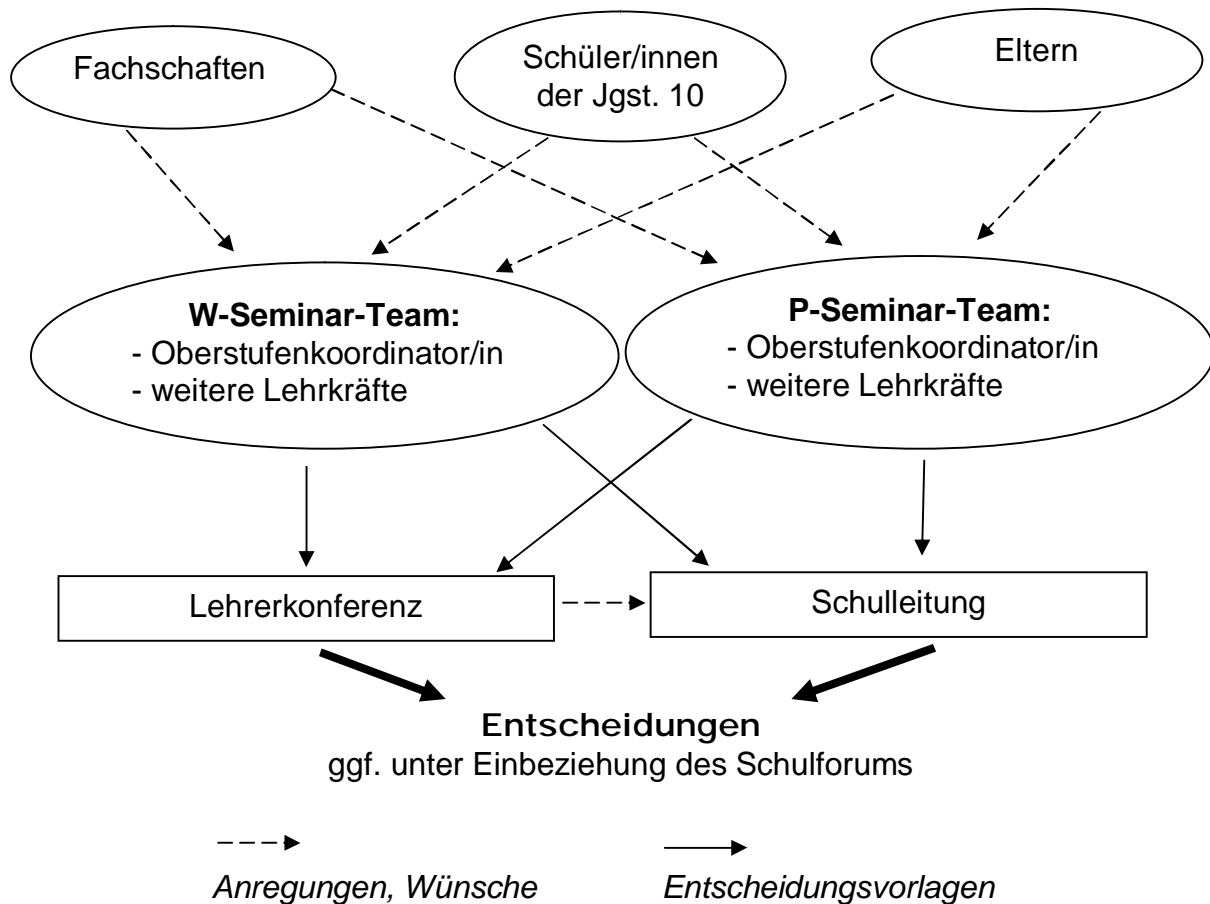 Fachschaften
Schüler/innen
der Jgst. 10
Eltern
W-Seminar-Team:
- Oberstufenkoordinator/in
- weitere Lehrkräfte
P-Seminar-Team:
- Oberstufenkoordinator/in
- weitere Lehrkräfte
Lehrerkonferenz
Schulleitung
Entscheidungen
ggf. unter Einbeziehung des Schulforums
Anregungen, Wünsche
Entscheidungsvorlagen